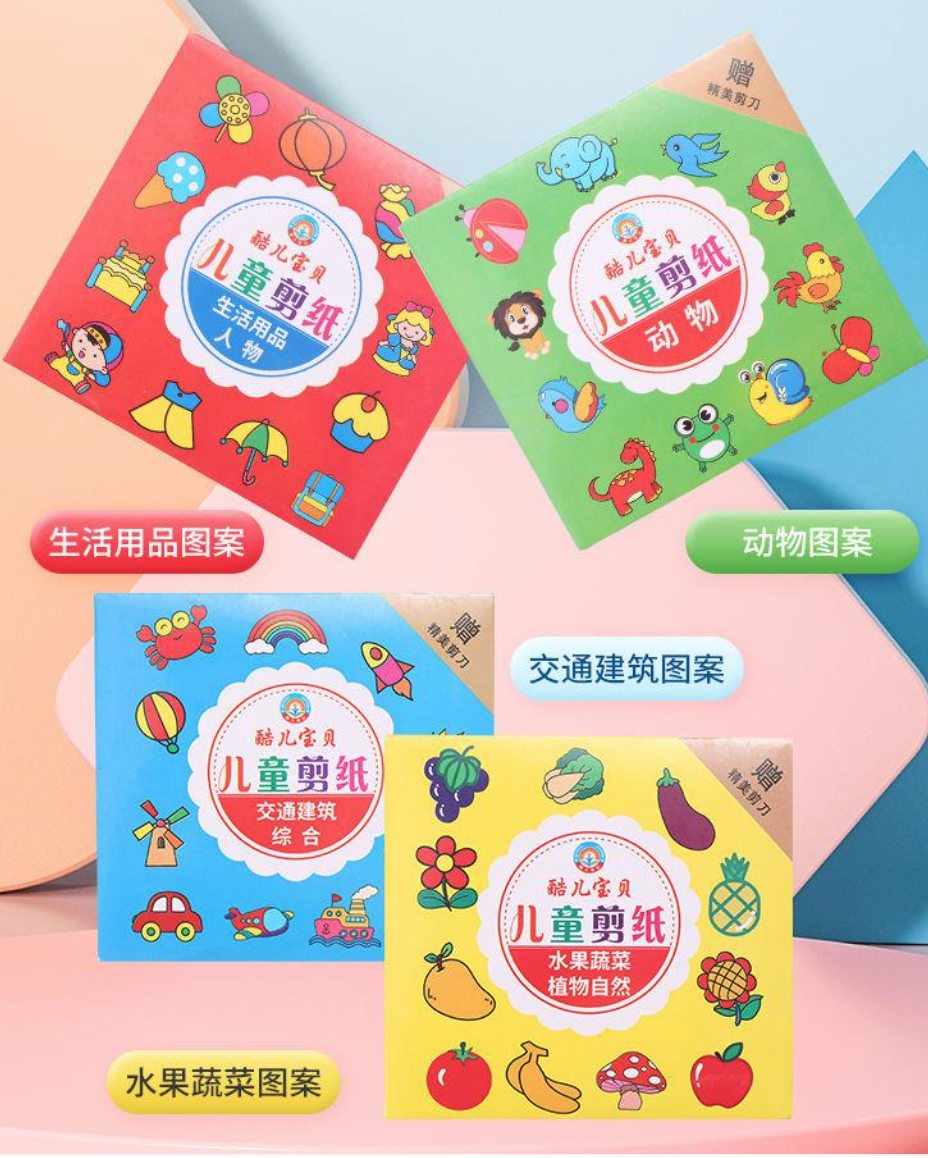 酷儿宝贝
儿童剪纸
生活用品
人物
赠
精美剪刀
酷儿宝贝
儿童剪纸
动物
生活用品图案
动物图案
赠
精美剪刀
酷儿宝贝
儿童剪纸
交通建筑
综合
交通建筑图案
赠
精美剪刀
酷儿宝贝
儿童剪纸
水果蔬菜
植物自然
水果蔬菜图案